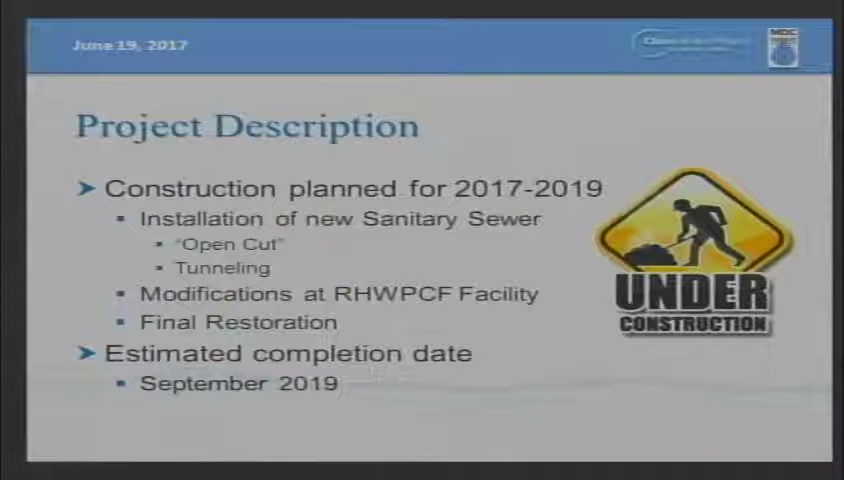 June 19, 2017
MDC
Project Description
➤ Construction planned for 2017-2019
▪ Installation of new Sanitary Sewer
▪ "Open Cut"
▪ Tunneling
▪ Modifications at RHWPCF Facility
▪ Final Restoration
➤ Estimated completion date
▪ September 2019
UNDER
CONSTRUCTION